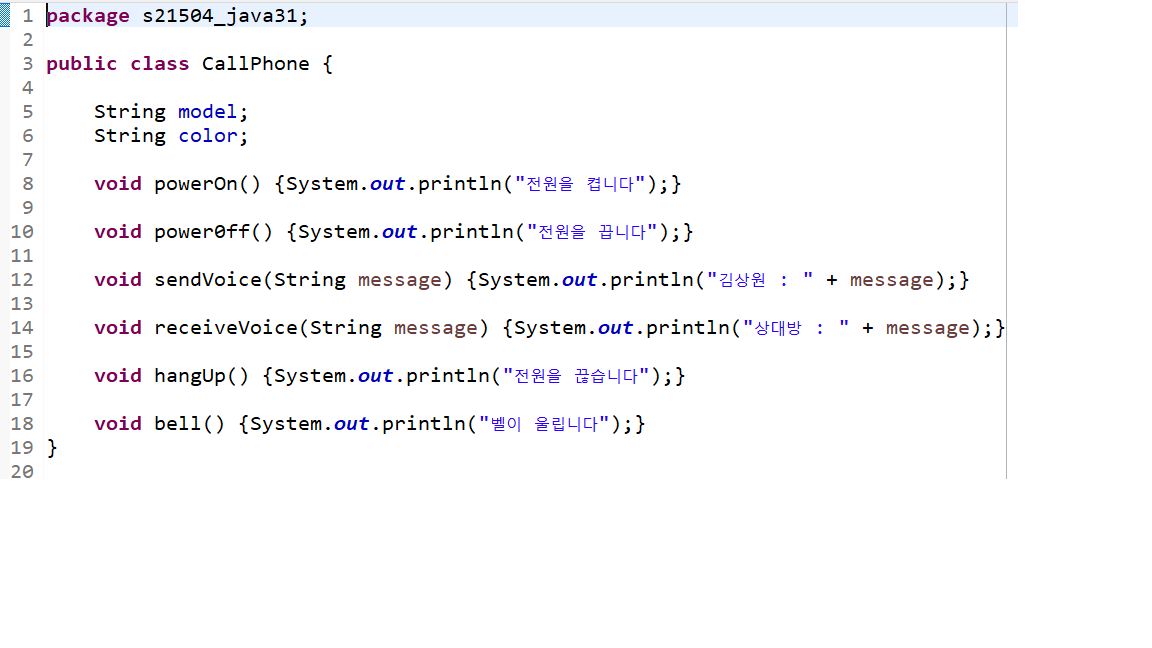 1 package s21504_java31;
2
3 public class CallPhone {
4
5     String model;
6     String color;
7
8     void powerOn() {System.out.println("전원을 켭니다");}
9
10     void power0ff() {System.out.println("전원을 끕니다");}
11
12     void sendVoice(String message) {System.out.println("김상원 : " + message);}
13
14     void receiveVoice(String message) {System.out.println("상대방 : " + message);}
15
16     void hangUp() {System.out.println("전원을 끊습니다");}
17
18     void bell() {System.out.println("벨이 울립니다");}
19 }
20